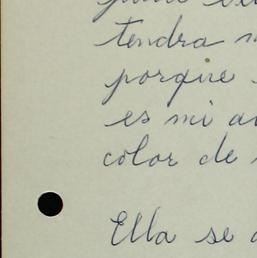 tendra
porque
es mi
color de
Ella se